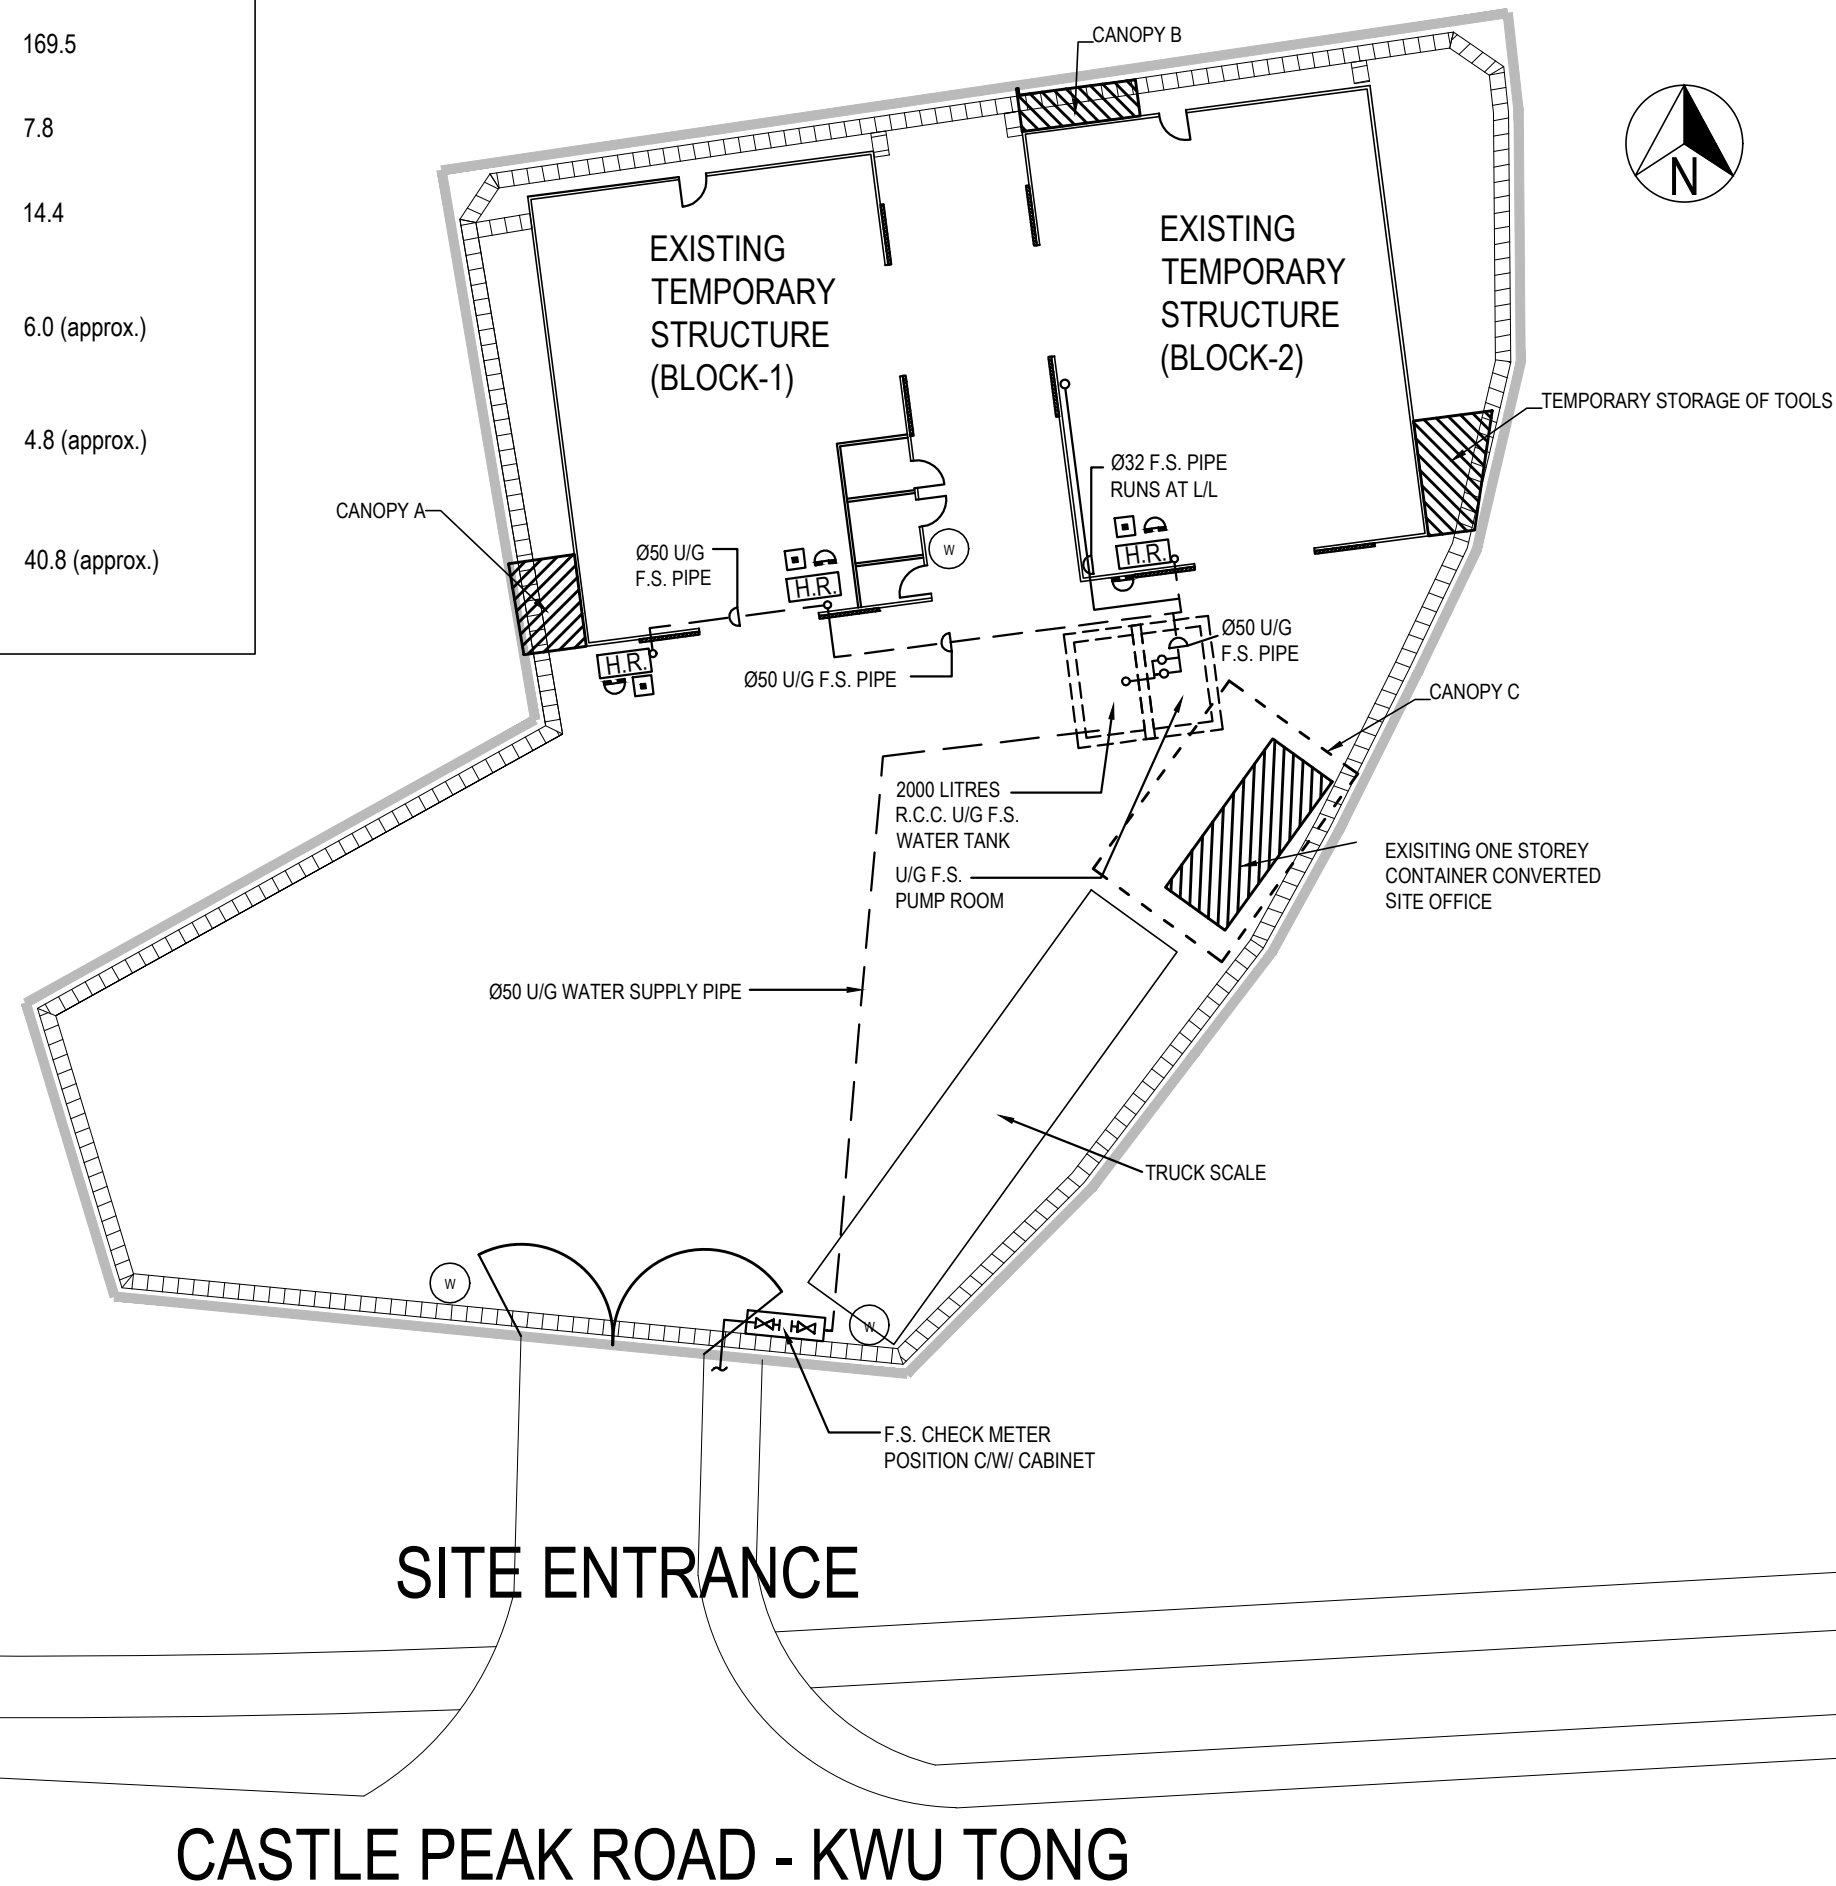 169.5
7.8
14.4
6.0 (approx.)
4.8 (approx.)
40.8 (approx.)
CANOPY B
N
EXISTING
TEMPORARY
STRUCTURE
(BLOCK-1)
EXISTING
TEMPORARY
STRUCTURE
(BLOCK-2)
TEMPORARY STORAGE OF TOOLS
CANOPY A
Ø32 F.S. PIPE
RUNS AT L/L
Ø50 U/G
F.S. PIPE
W
H.R.
H.R.
H.R.
Ø50 U/G F.S. PIPE
Ø50 U/G
F.S. PIPE
CANOPY C
2000 LITRES
R.C.C. U/G F.S.
WATER TANK
U/G F.S.
PUMP ROOM
EXISITING ONE STOREY
CONTAINER CONVERTED
SITE OFFICE
Ø50 U/G WATER SUPPLY PIPE
TRUCK SCALE
W
W
F.S. CHECK METER
POSITION C/W/ CABINET
SITE ENTRANCE
CASTLE PEAK ROAD - KWU TONG